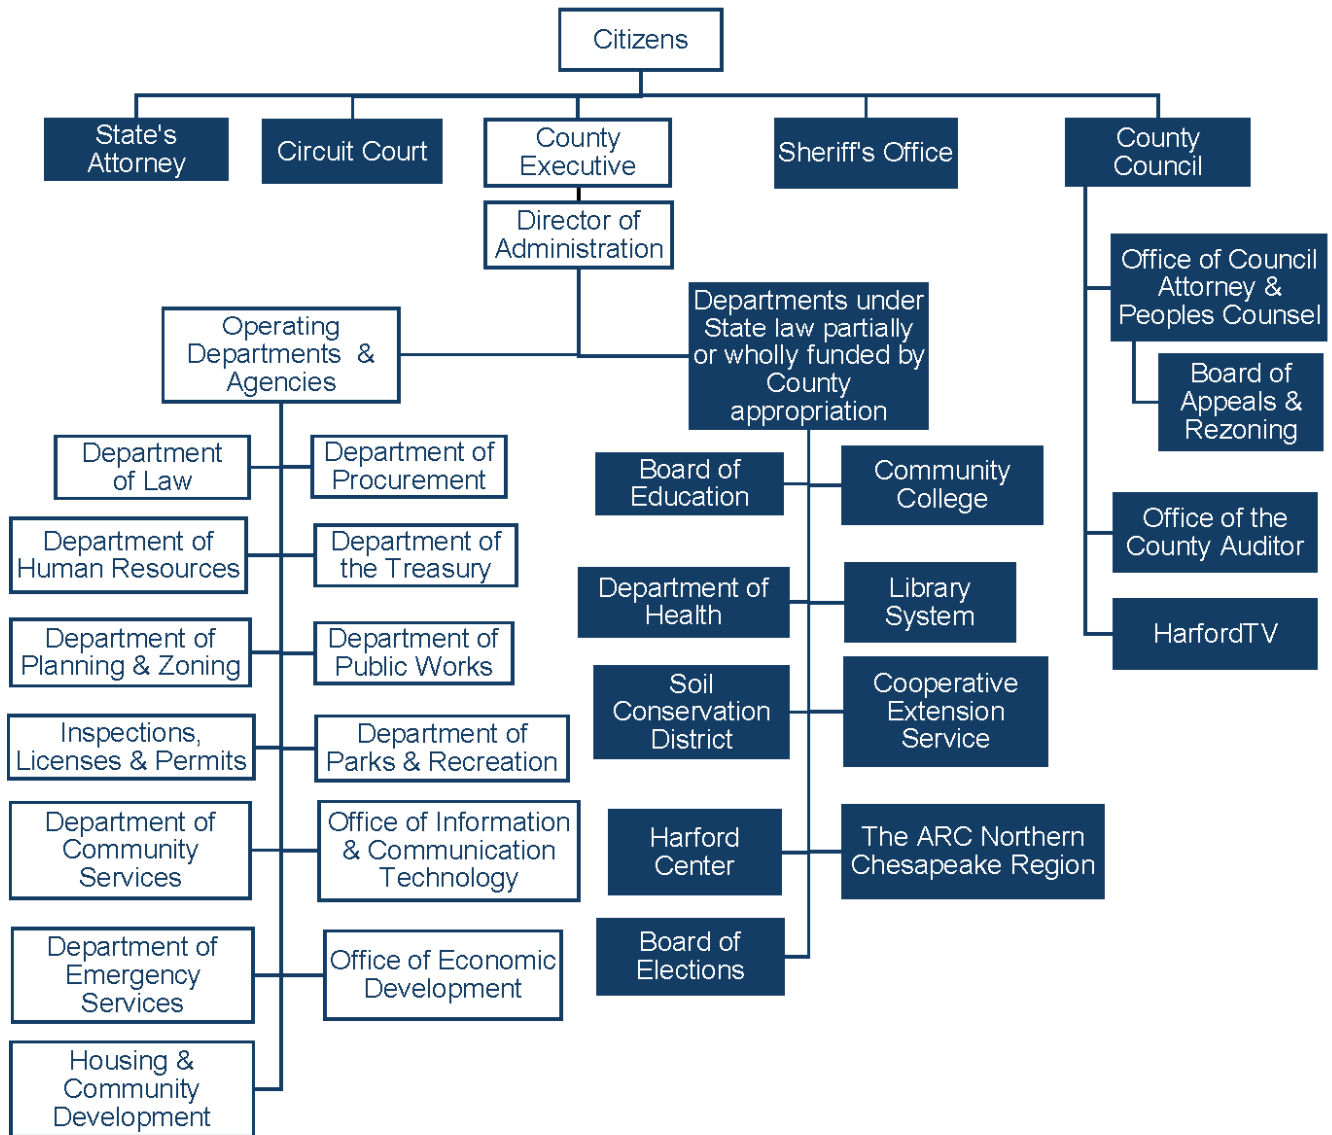 Citizens
State's
Attorney
Circuit Court
County
Executive
Sheriff's Office
County
Council
Director of
Administration
Operating
Departments &
Agencies
Departments under
State law partially
or wholly funded by
County
appropriation
Office of Council
Attorney &
Peoples Counsel
Board of
Appeals &
Rezoning
Office of the
County Auditor
HarfordTV
Department
of Law
Department of
Procurement
Department of
Human Resources
Department of
the Treasury
Department of
Planning & Zoning
Department of
Public Works
Inspections,
Licenses & Permits
Department of
Parks & Recreation
Department of
Community
Services
Office of Information
& Communication
Technology
Department of
Emergency
Services
Office of Economic
Development
Housing &
Community
Development
Board of
Education
Community
College
Department of
Health
Library
System
Soil
Conservation
District
Cooperative
Extension
Service
Harford
Center
The ARC Northern
Chesapeake Region
Board of
Elections